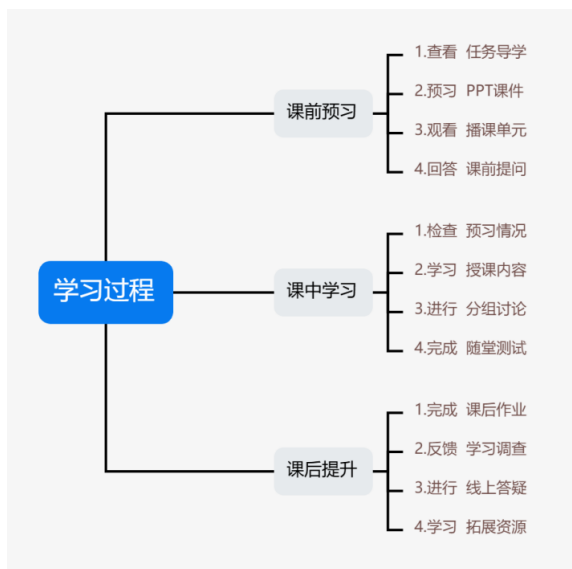 学习过程
课前预习
1.查看 任务导学
2.预习 PPT课件
3.观看 播课单元
4.回答 课前提问
课中学习
1.检查 预习情况
2.学习 授课内容
3.进行 分组讨论
4.完成 随堂测试
课后提升
1.完成 课后作业
2.反馈 学习调查
3.进行 线上答疑
4.学习 拓展资源